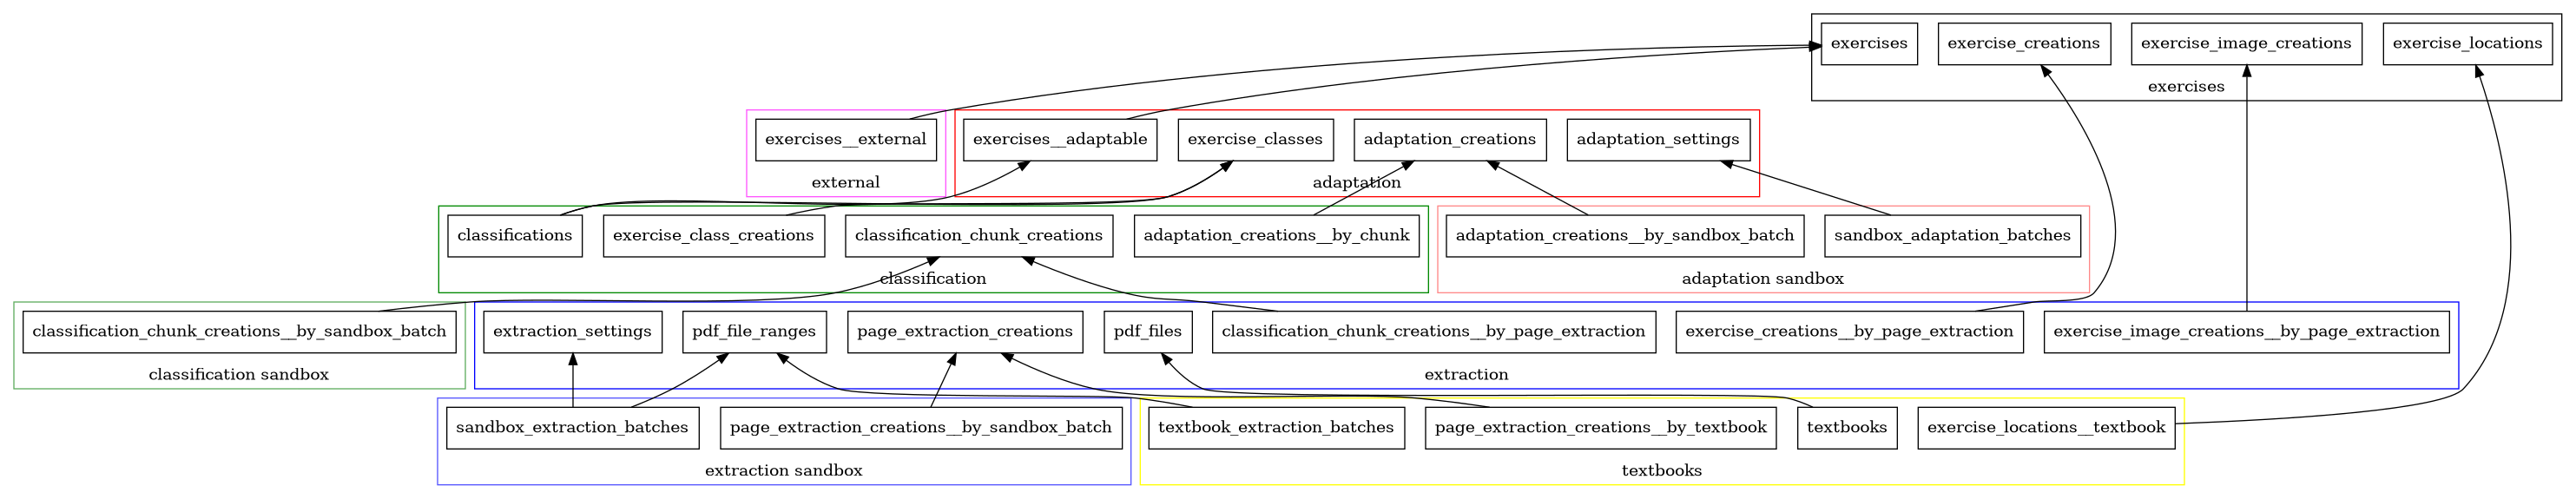 exercises
exercise_creations
exercise_image_creations
exercise_locations
exercises
exercises__external
external
exercises__adaptable
exercise_classes
adaptation_creations
adaptation_settings
adaptation
classifications
exercise_class_creations
classification_chunk_creations
adaptation_creations__by_chunk
classification
adaptation_creations__by_sandbox_batch
sandbox_adaptation_batches
adaptation sandbox
classification_chunk_creations__by_sandbox_batch
classification sandbox
extraction_settings
pdf_file_ranges
page_extraction_creations
pdf_files
classification_chunk_creations__by_page_extraction
exercise_creations__by_page_extraction
exercise_image_creations__by_page_extraction
extraction
sandbox_extraction_batches
page_extraction_creations__by_sandbox_batch
extraction sandbox
textbook_extraction_batches
page_extraction_creations__by_textbook
textbooks
exercise_locations__textbook
textbooks